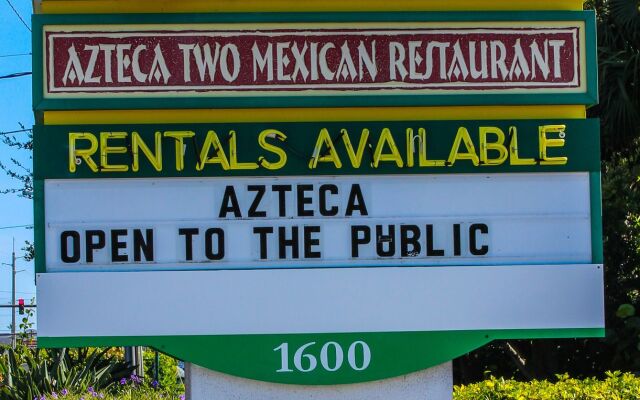 AZTECA TWO MEXICAN RESTAURANT
RENTALS AVAILABLE
AZTECA
OPEN TO THE PUBLIC
1600